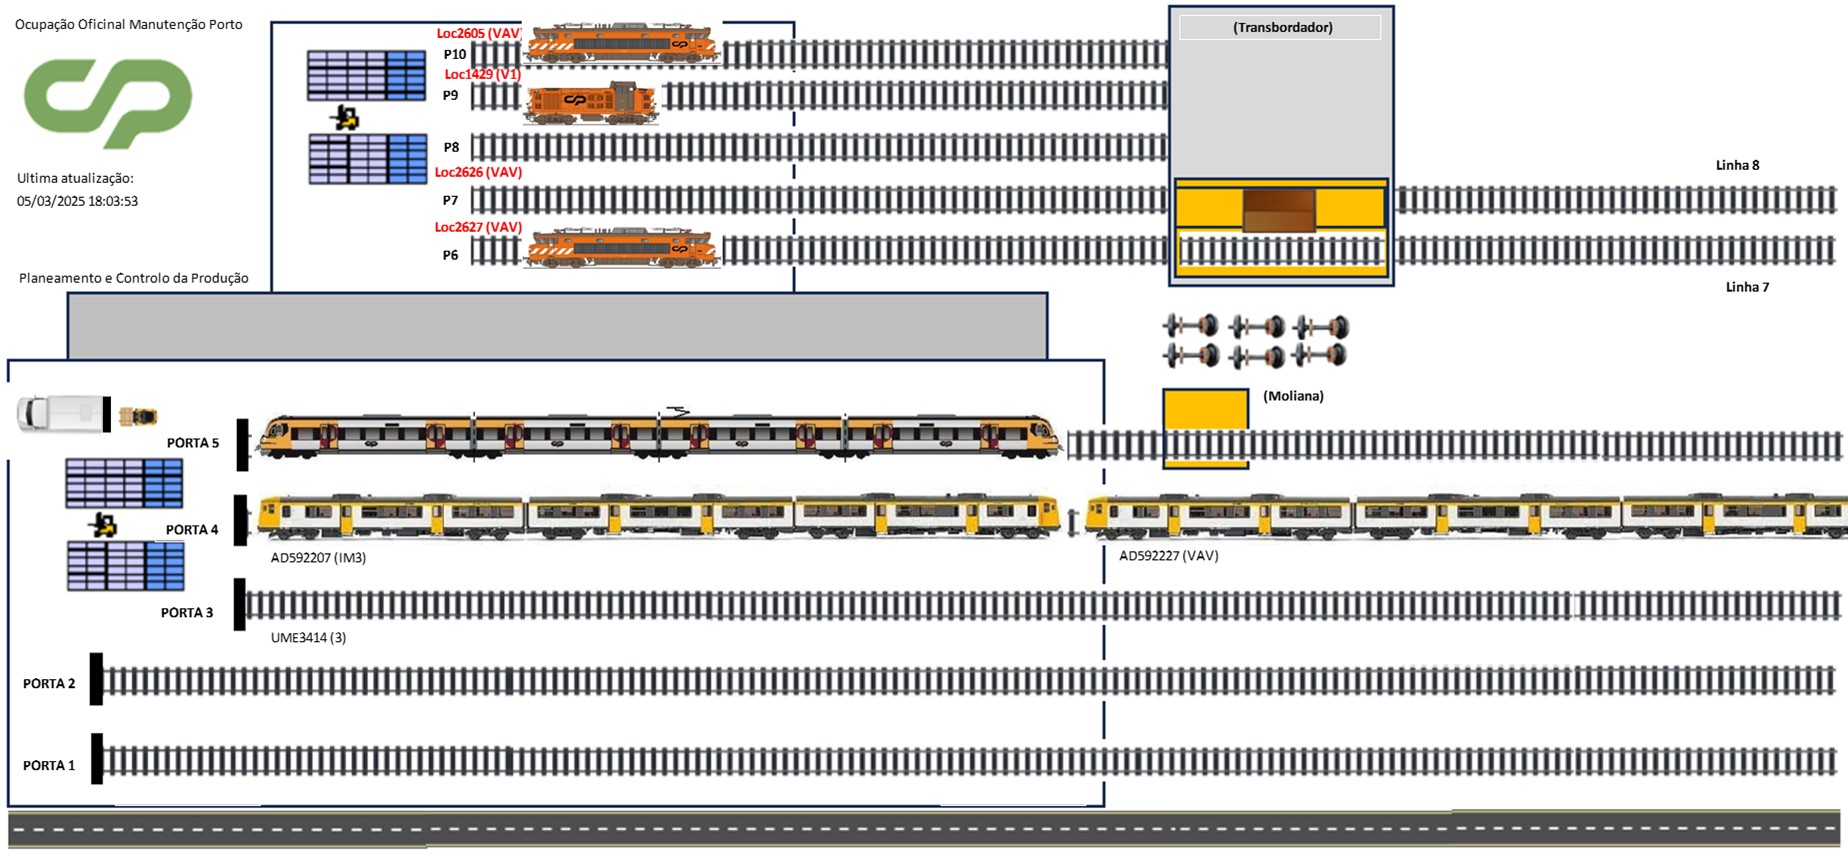 Ocupação Oficinal Manutenção Porto
Ultima atualização:
05/03/2025 18:03:53
Planeamento e Controlo da Produção
Loc2605 (VAV)
P10
Loc1429 (V1)
P9
P8
Loc2626 (VAV)
P7
Loc2627 (VAV)
P6
(Transbordador)
Linha 8
Linha 7
(Moliana)
PORTA 5
PORTA 4
AD592207 (IM3)
AD592227 (VAV)
PORTA 3
UME3414 (3)
PORTA 2
PORTA 1